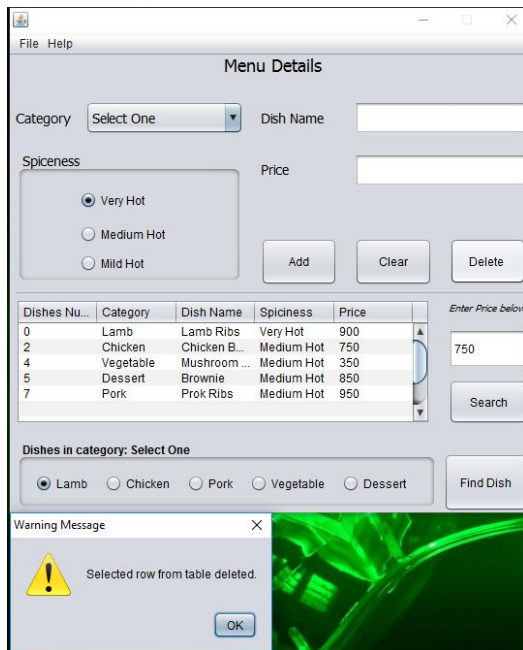 File Help
Menu Details
Category Select One Dish Name
Spiceness
Price
Very Hot
Medium Hot
Mild Hot
Add Clear Delete
Dishes Nu... Category Dish Name Spiciness Price
Enter Price below
0 Lamb Lamb Ribs Very Hot 900
2 Chicken Chicken B... Medium Hot 750
4 Vegetable Mushroom ... Medium Hot 350
5 Dessert Brownie Medium Hot 850
7 Pork Prok Ribs Medium Hot 950
750
Search
Dishes in category: Select One
Lamb Chicken Pork Vegetable Dessert
Find Dish
Warning Message
Selected row from table deleted.
OK